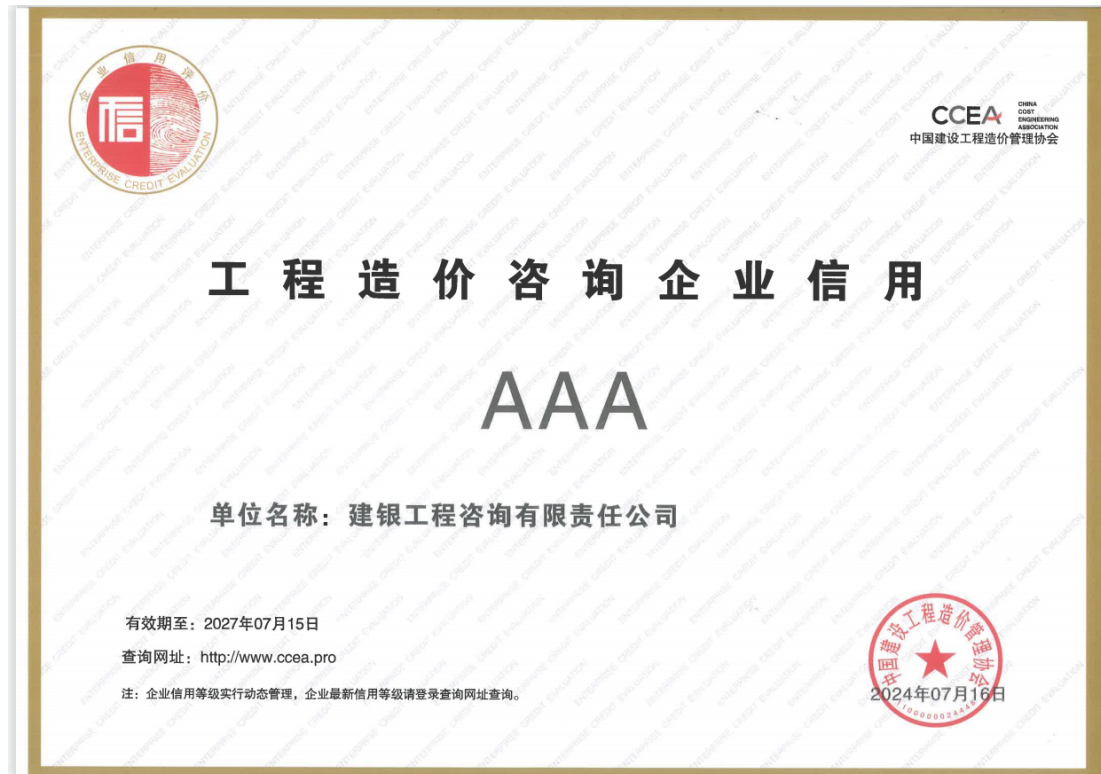 企业信用评价
信
ENTERPRISE CREDIT EVALUATION
CCEA
CHINA
COST
ENGINEERING
ASSOCIATION
中国建设工程造价管理协会
工程造价咨询企业信用
AAA
单位名称：建银工程咨询有限责任公司
有效期至：2027年07月15日
查询网址：http://www.ccea.pro
注：企业信用等级实行动态管理，企业最新信用等级请登录查询网址查询。
中国建设工程造价管理协会
2024年07月16日